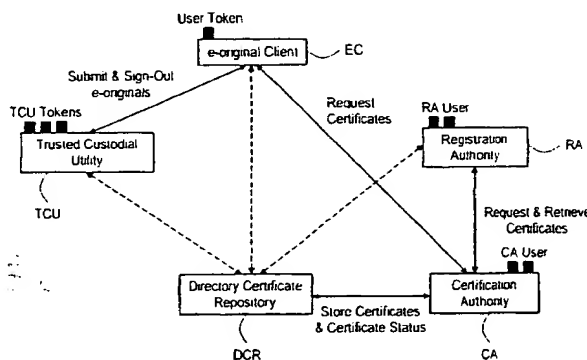 User Token
e-original Client
EC
Submit & Sign-Out
e-originals
Request
Certificates
TCU Tokens
Trusted Custodial
Utility
TCU
RA User
Registration
Authority
RA
Request & Retrieve
Certificates
CA User
Directory Certificate
Repository
DCR
Store Certificates
& Certificate Status
Certification
Authority
CA